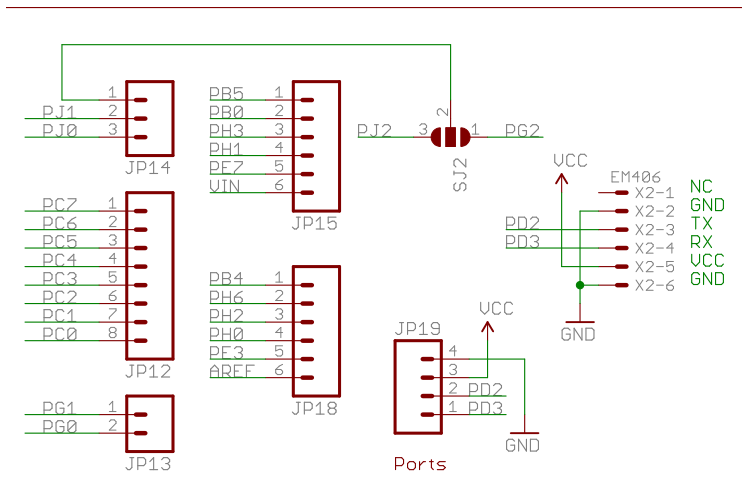 1
PJ1 2
PJ0 3
JP14
PB5 1
PB0 2
PH3 3
PH1 4
PE7 5
VIN 6
JP15
2
PJ2 3 1 PG2
SJ2
VCC
EM406
X2-1 NC
X2-2 GND
PD2 X2-3 TX
PD3 X2-4 RX
X2-5 VCC
X2-6 GND
GND
PC7 1
PC6 2
PC5 3
PC4 4
PC3 5
PC2 6
PC1 7
PC0 8
JP12
PB4 1
PH6 2
PH2 3
PH0 4
PE3 5
AREF 6
JP18
VCC
JP19
4
3
2 PD2
1 PD3
GND
PG1 1
PG0 2
JP13
Ports